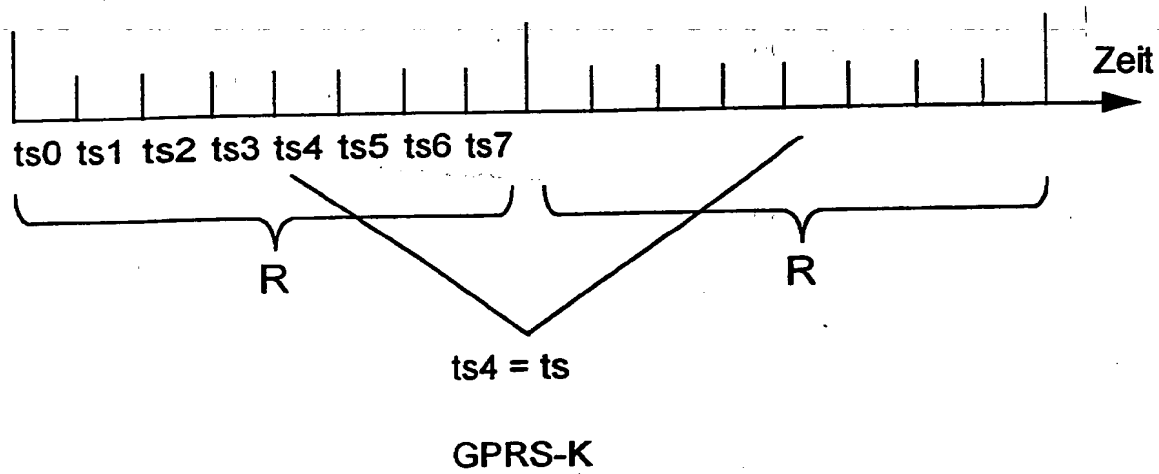 Zeit
ts0 ts1 ts2 ts3 ts4 ts5 ts6 ts7
R R
ts4 = ts
GPRS-K